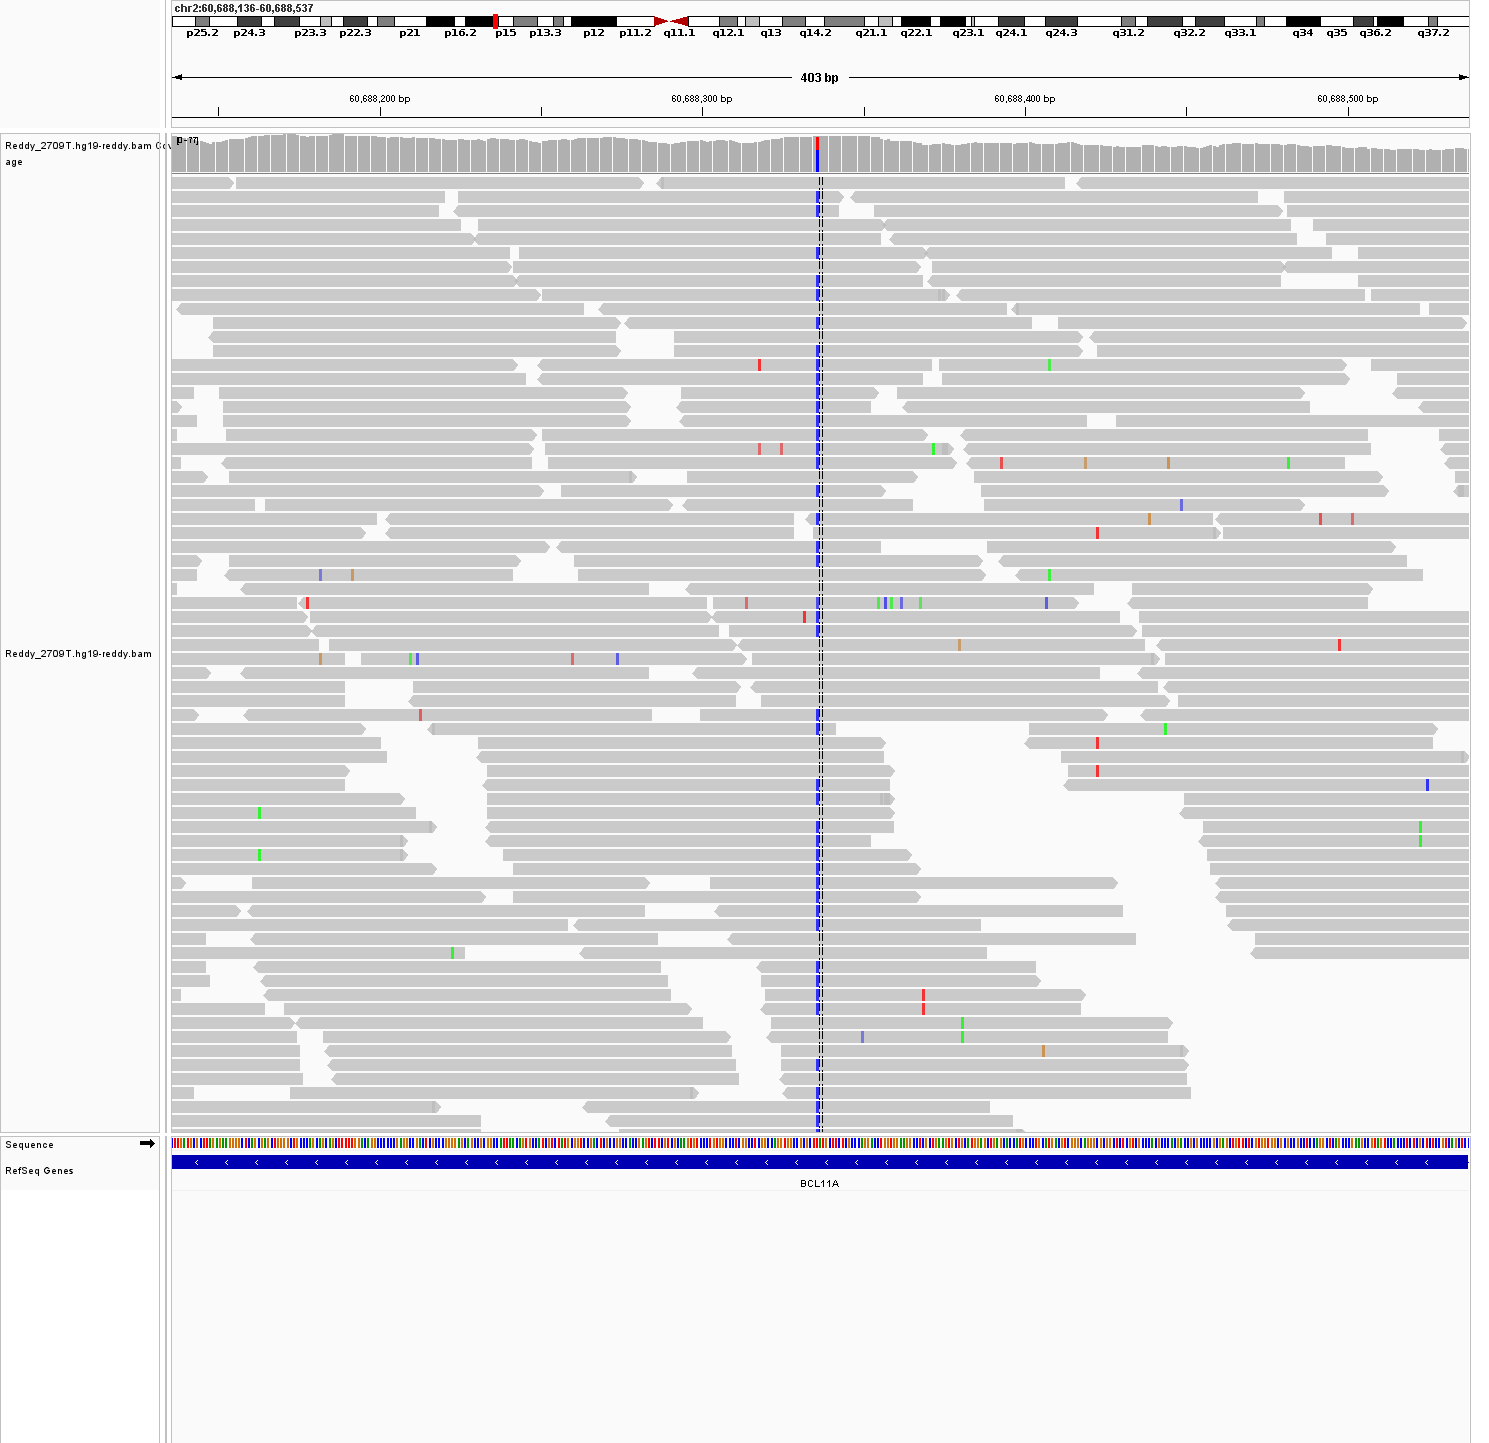 chr2:60,688,136-60,688,537
p25.2 p24.3 p23.3 p22.3 p21 p16.2 p15 p13.3 p12 p11.2 q11.1 q12.1 q13 q14.2 q21.1 q22.1 q23.1 q24.1 q24.3 q31.2 q32.2 q33.1 q34 q35 q36.2 q37.2
403 bp
60,688,200 bp 60,688,300 bp 60,688,400 bp 60,688,500 bp
[0-77]
Reddy_2709T.hg19-reddy.bam Cov
age
Reddy_2709T.hg19-reddy.bam
Sequence
RefSeq Genes
BCL11A